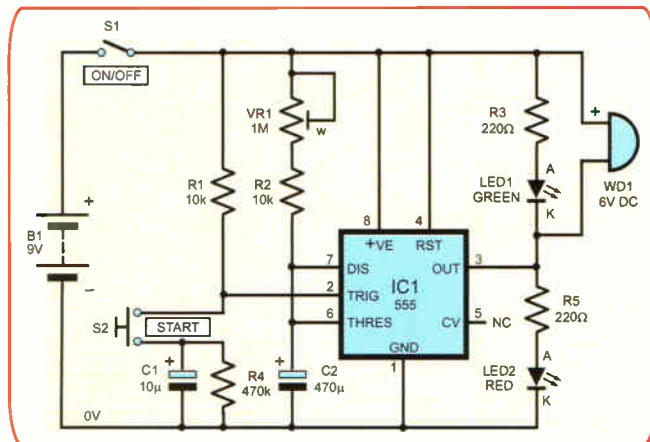 S1
ON/OFF
VR1
1M
w
R1
10k
R2
10k
R3
220Ω
LED1
GREEN
A
K
+
WD1
6V DC
B1
9V
+
−
8
4
+VE
RST
7
DIS
OUT
3
IC1
555
2
TRIG
6
THRES
CV
5
NC
GND
1
S2
START
+
C1
10µ
R4
470k
+
C2
470µ
R5
220Ω
LED2
RED
A
K
0V